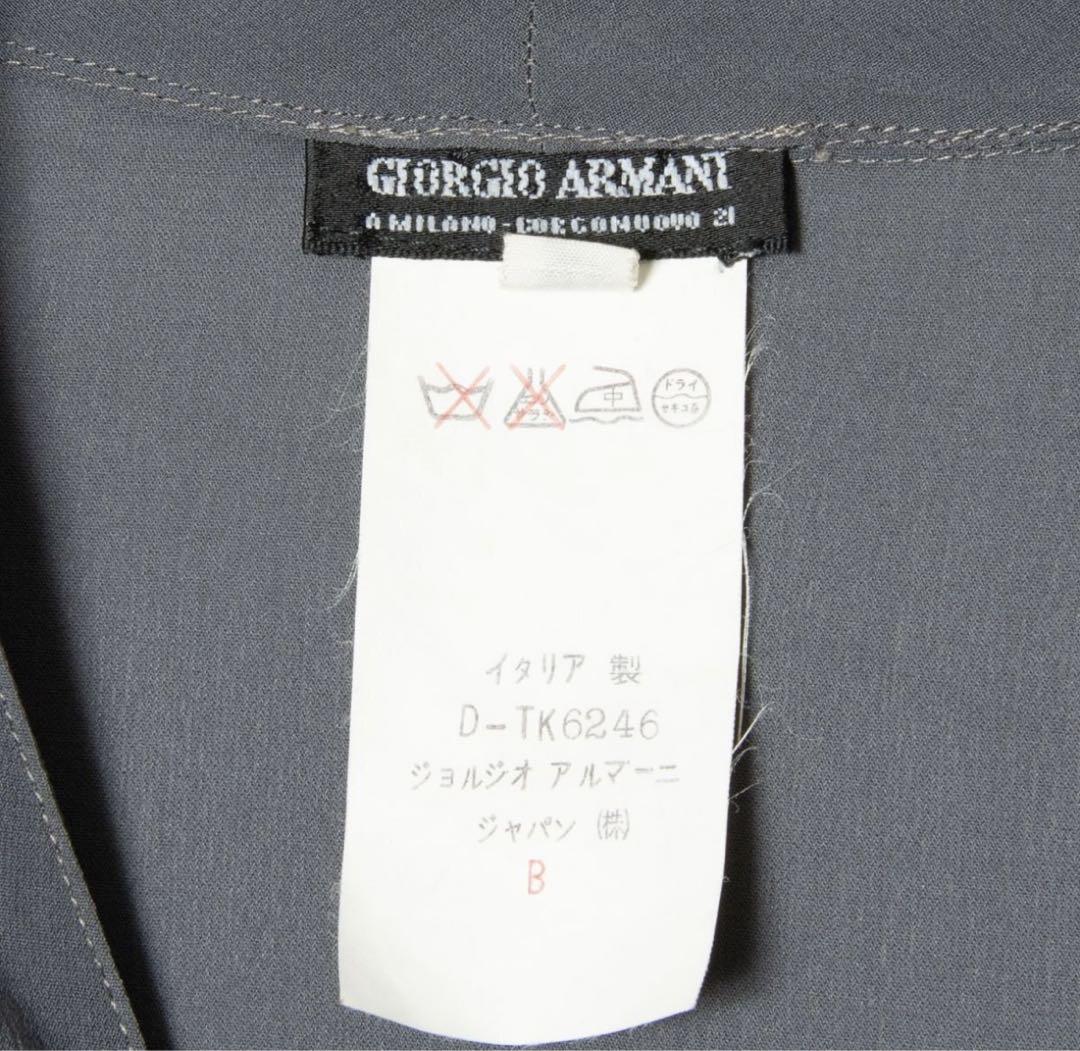 GIORGIO ARMANI
A MILANO - BORGONUOVO 21
中
ドライ
セキユ系
イタリア 製
D-TK6246
ジョルジオ アルマーニ
ジャパン ㈱
B